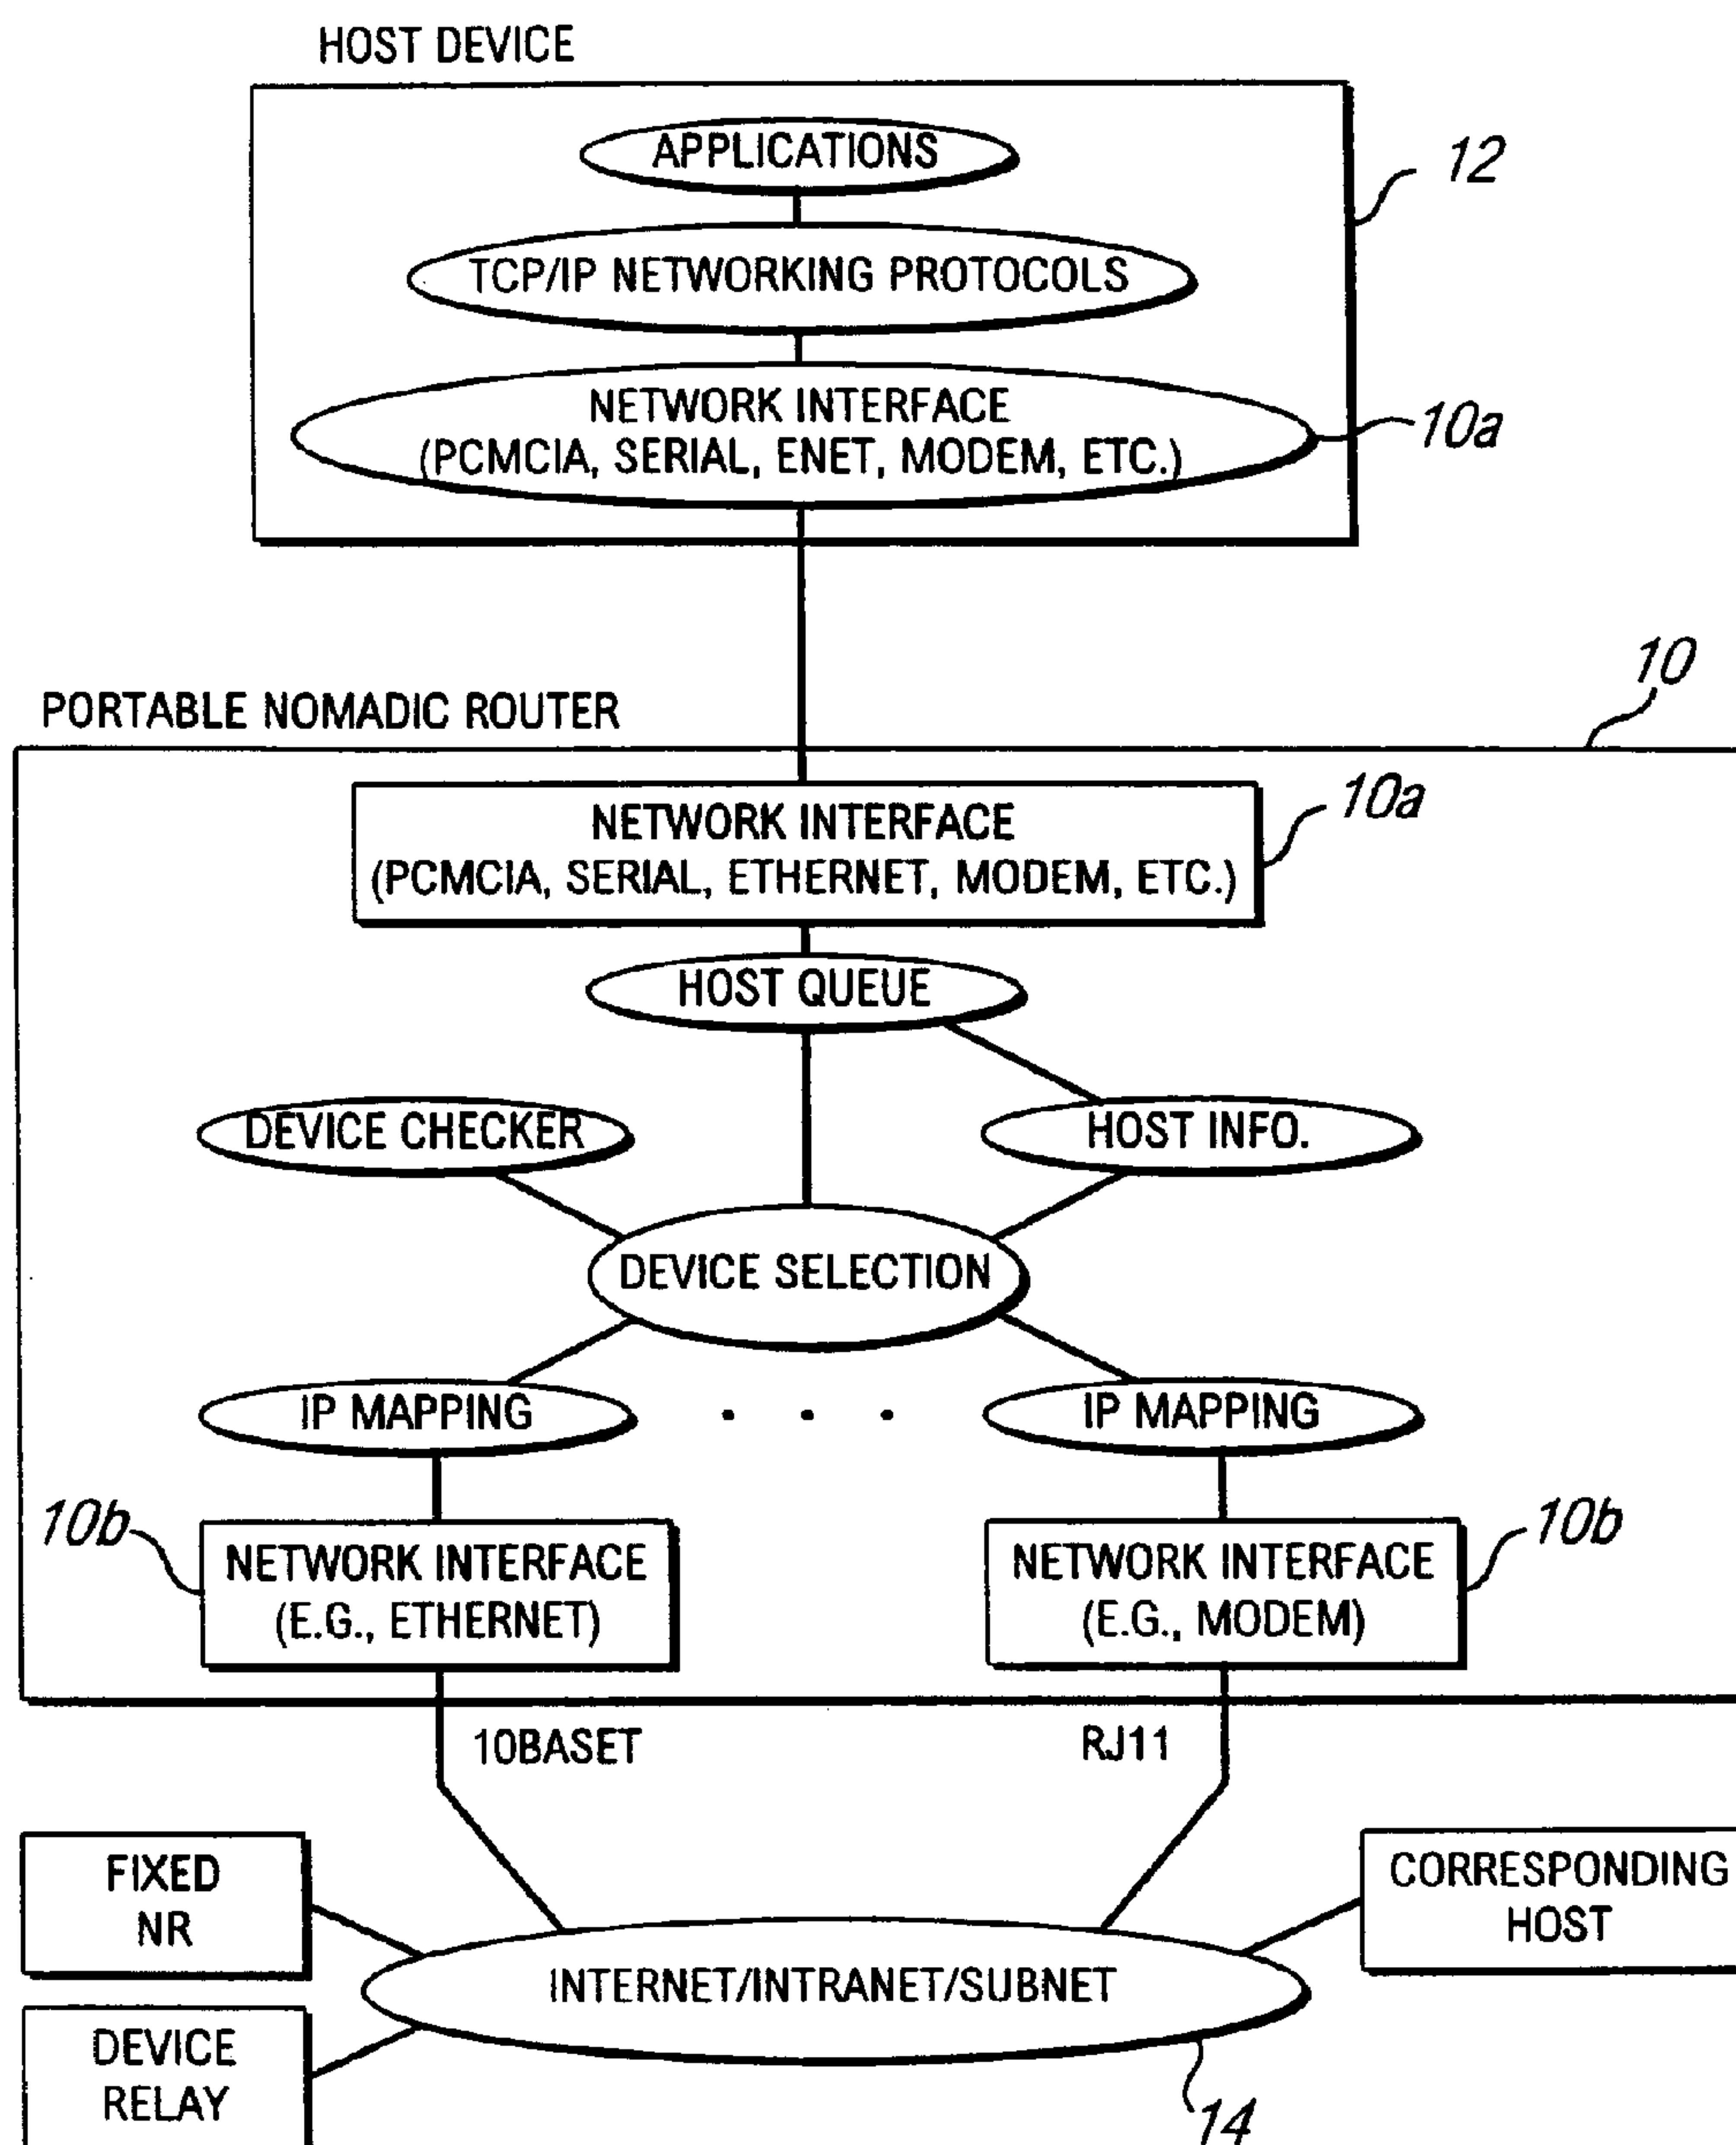 HOST DEVICE
APPLICATIONS
12
TCP/IP NETWORKING PROTOCOLS
NETWORK INTERFACE
(PCMCIA, SERIAL, ENET, MODEM, ETC.)
10a
10
PORTABLE NOMADIC ROUTER
NETWORK INTERFACE
(PCMCIA, SERIAL, ETHERNET, MODEM, ETC.)
10a
HOST QUEUE
DEVICE CHECKER
HOST INFO.
DEVICE SELECTION
IP MAPPING
IP MAPPING
10b
NETWORK INTERFACE
(E.G., ETHERNET)
NETWORK INTERFACE
(E.G., MODEM)
10b
10BASET
RJ11
FIXED
NR
CORRESPONDING
HOST
INTERNET/INTRANET/SUBNET
DEVICE
RELAY
14